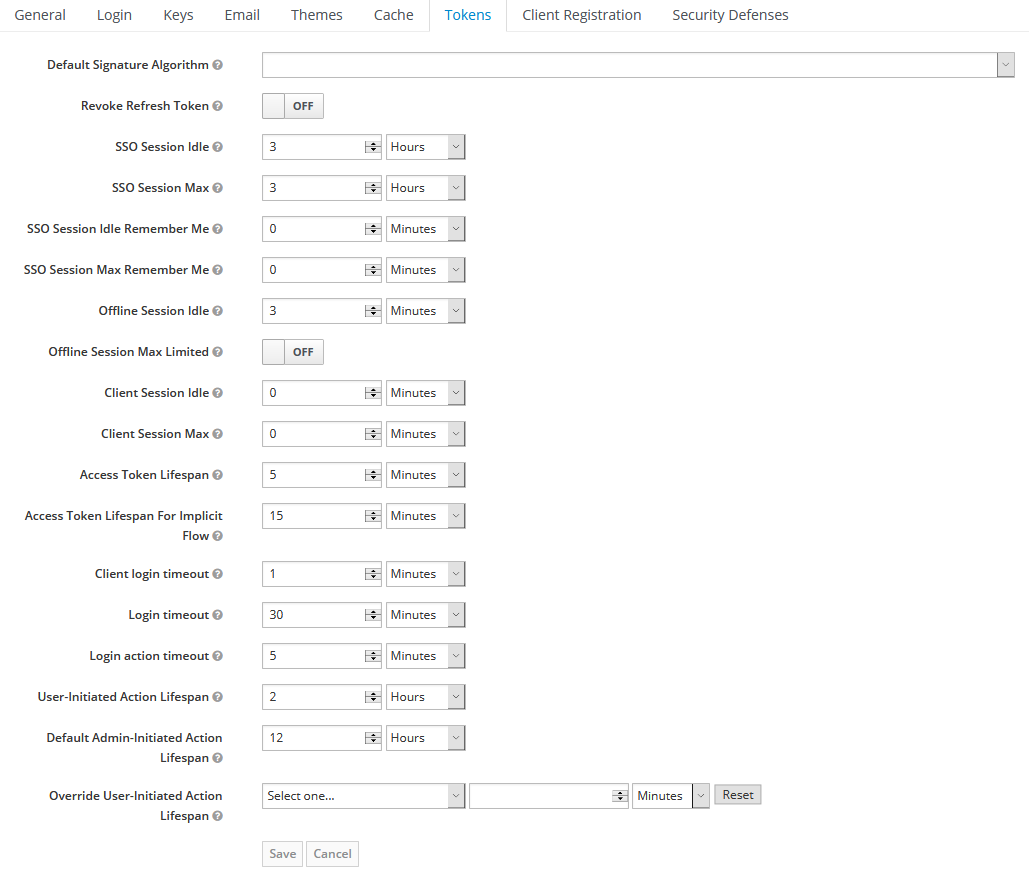 General Login Keys Email Themes Cache Tokens Client Registration Security Defenses
Default Signature Algorithm
Revoke Refresh Token OFF
SSO Session Idle 3 Hours
SSO Session Max 3 Hours
SSO Session Idle Remember Me 0 Minutes
SSO Session Max Remember Me 0 Minutes
Offline Session Idle 3 Minutes
Offline Session Max Limited OFF
Client Session Idle 0 Minutes
Client Session Max 0 Minutes
Access Token Lifespan 5 Minutes
Access Token Lifespan For Implicit 15 Minutes
Flow
Client login timeout 1 Minutes
Login timeout 30 Minutes
Login action timeout 5 Minutes
User-Initiated Action Lifespan 2 Hours
Default Admin-Initiated Action 12 Hours
Lifespan
Override User-Initiated Action Select one... Minutes Reset
Lifespan
Save Cancel